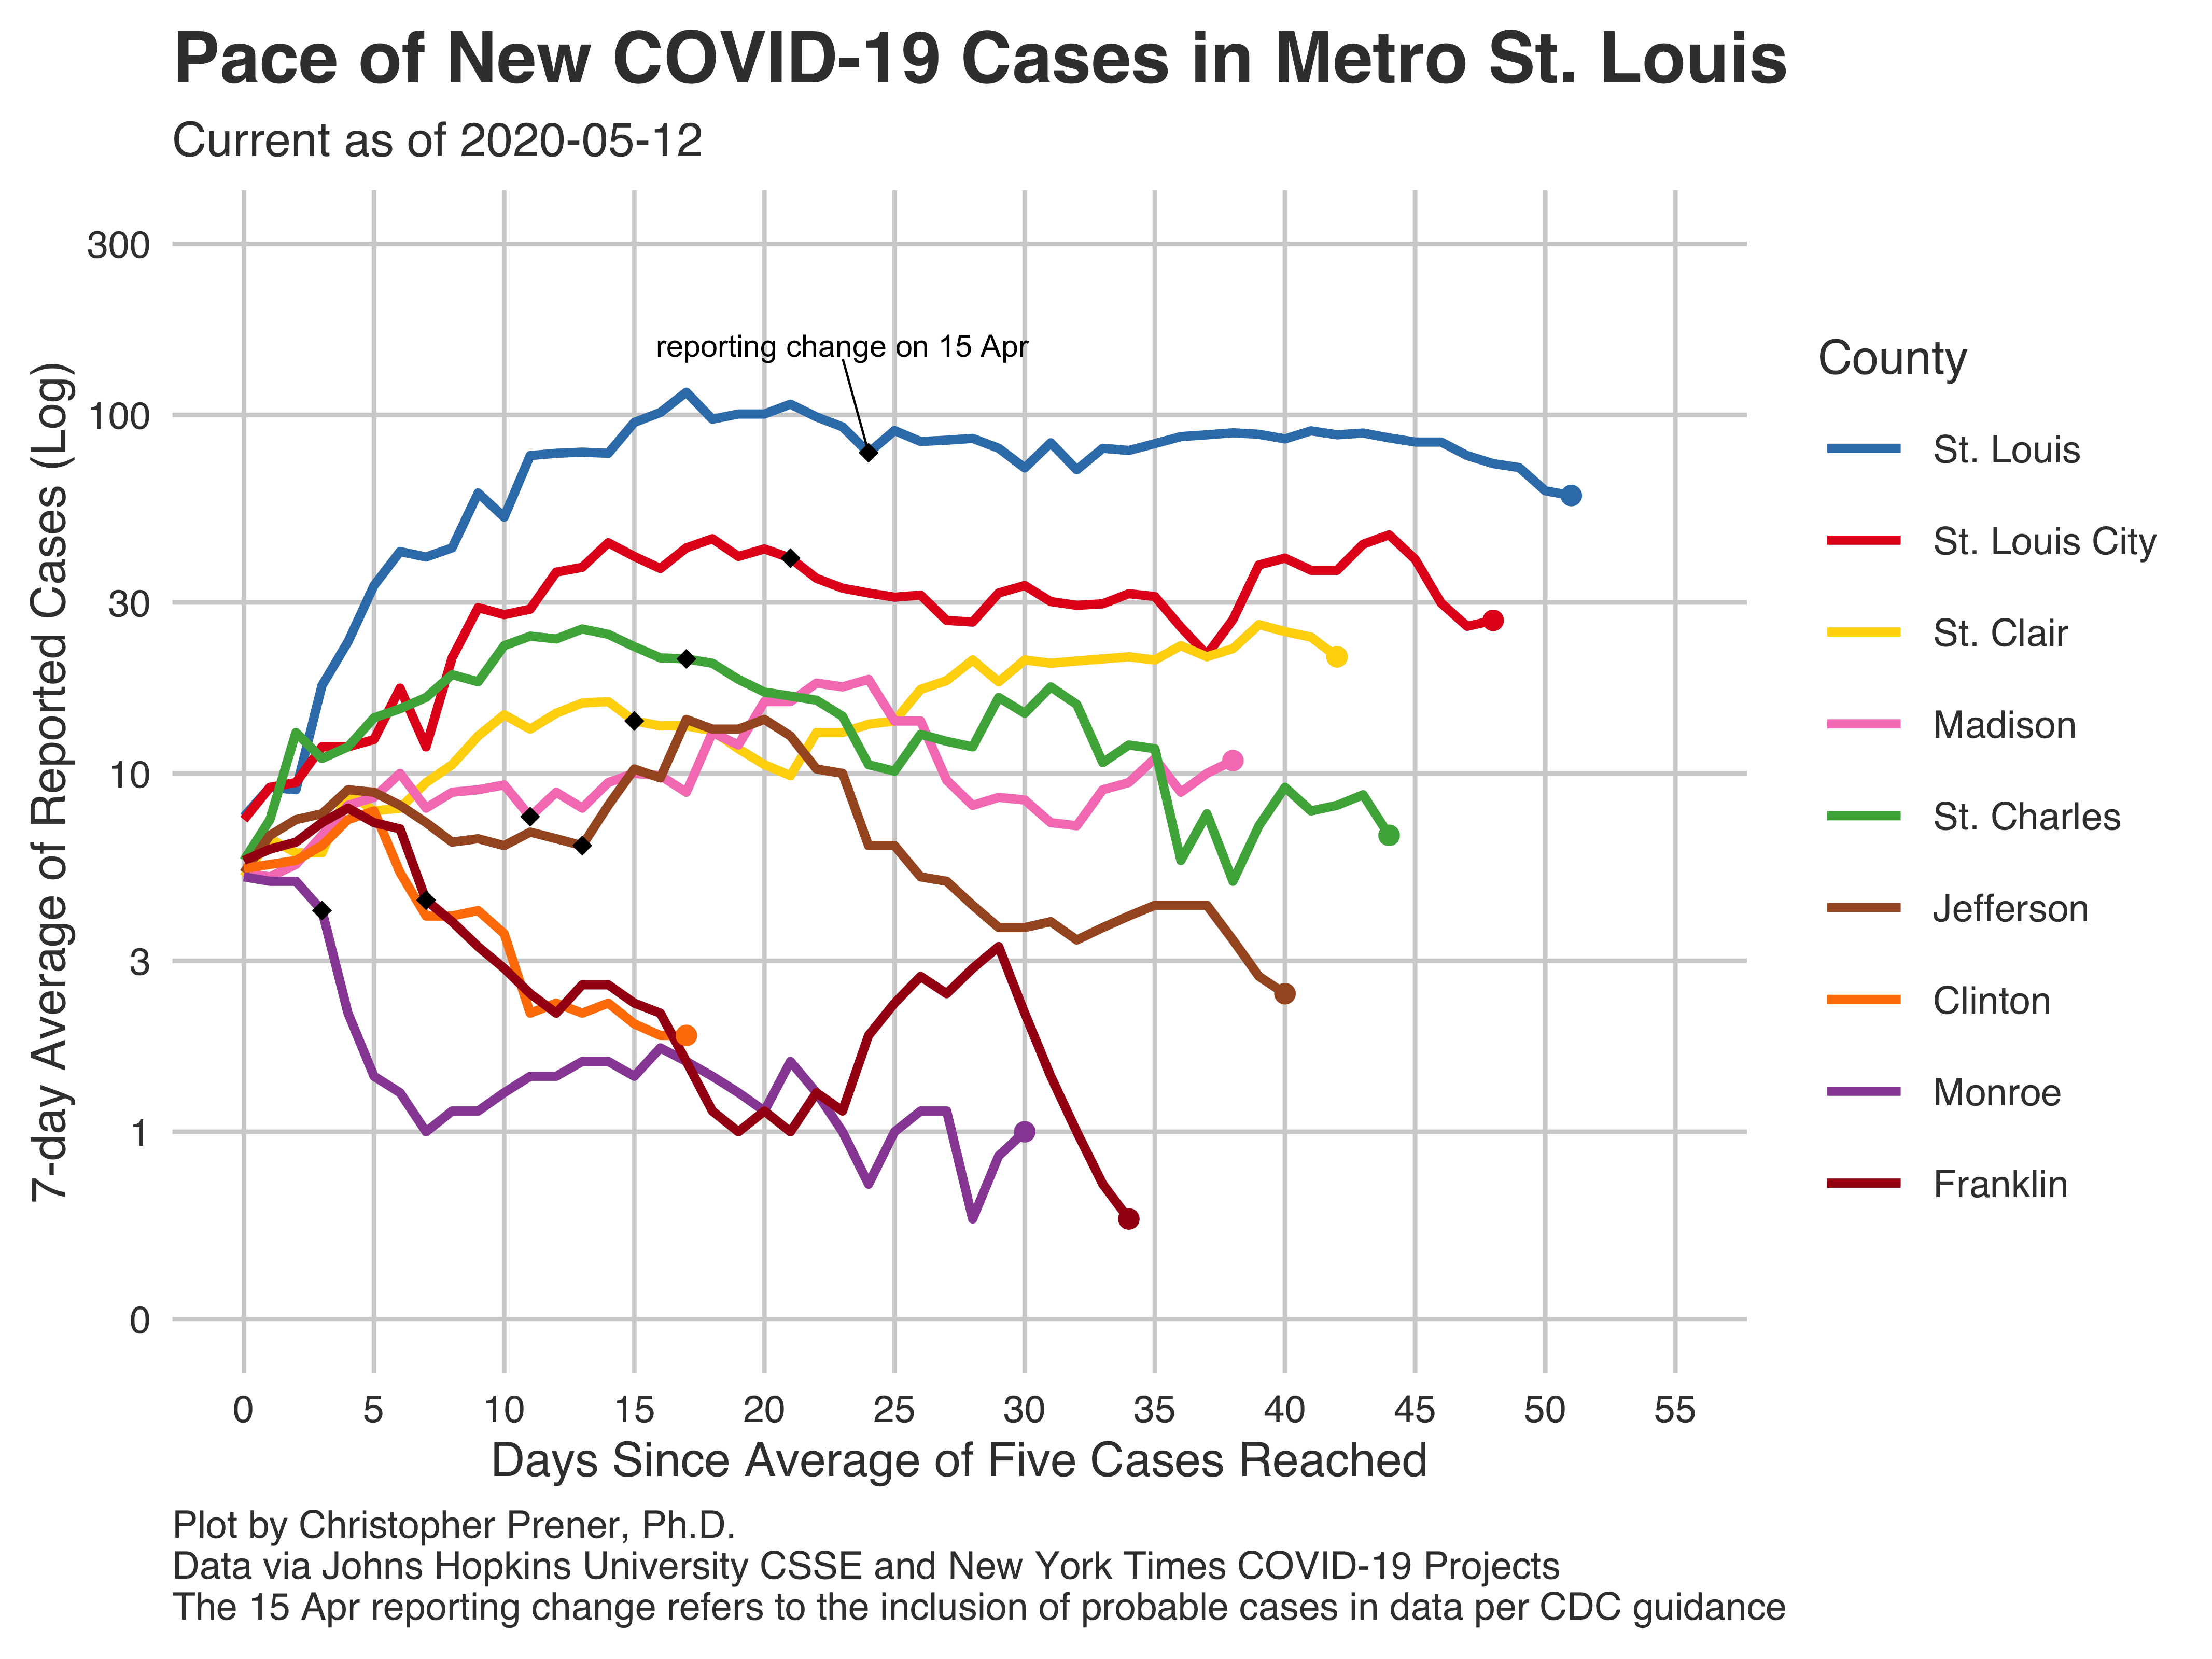 Pace of New COVID-19 Cases in Metro St. Louis
Current as of 2020-05-12
7-day Average of Reported Cases (Log)
300
100
30
10
3
1
0
reporting change on 15 Apr
0 5 10 15 20 25 30 35 40 45 50 55
Days Since Average of Five Cases Reached
County
St. Louis
St. Louis City
St. Clair
Madison
St. Charles
Jefferson
Clinton
Monroe
Franklin
Plot by Christopher Prener, Ph.D.
Data via Johns Hopkins University CSSE and New York Times COVID-19 Projects
The 15 Apr reporting change refers to the inclusion of probable cases in data per CDC guidance